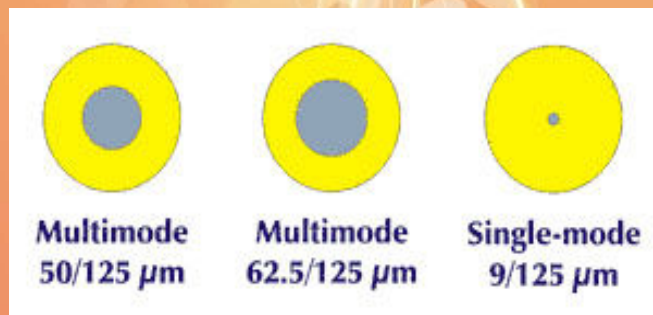 Multimode
50/125 µm
Multimode
62.5/125 µm
Single-mode
9/125 µm